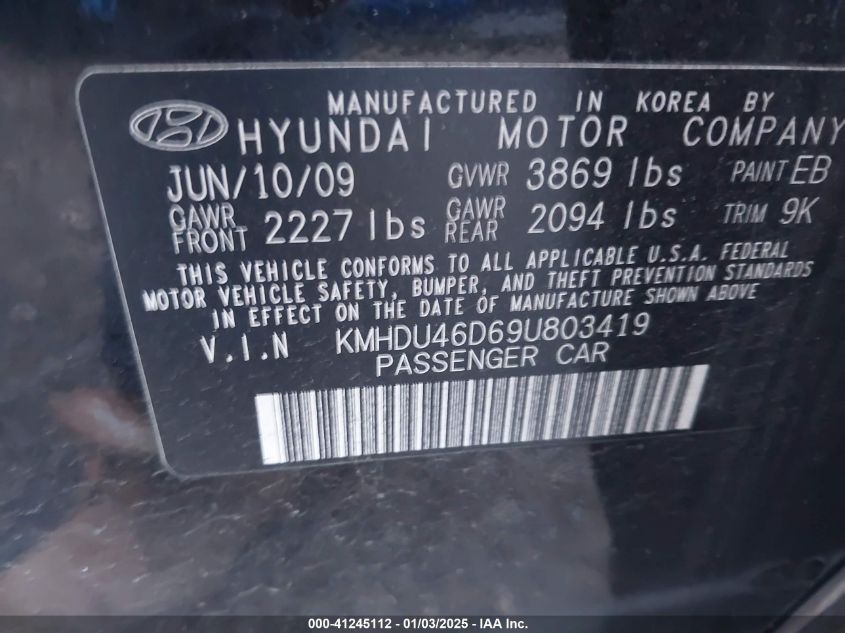 MANUFACTURED IN KOREA BY
HYUNDAI MOTOR COMPANY
JUN/10/09 GVWR 3869 lbs PAINT EB
GAWR FRONT 2227 lbs GAWR REAR 2094 lbs TRIM 9K
THIS VEHICLE CONFORMS TO ALL APPLICABLE U.S.A. FEDERAL
MOTOR VEHICLE SAFETY, BUMPER, AND THEFT PREVENTION STANDARDS
IN EFFECT ON THE DATE OF MANUFACTURE SHOWN ABOVE
V.I.N KMHDU46D69U803419
PASSENGER CAR
000-41245112 - 01/03/2025 - IAA Inc.